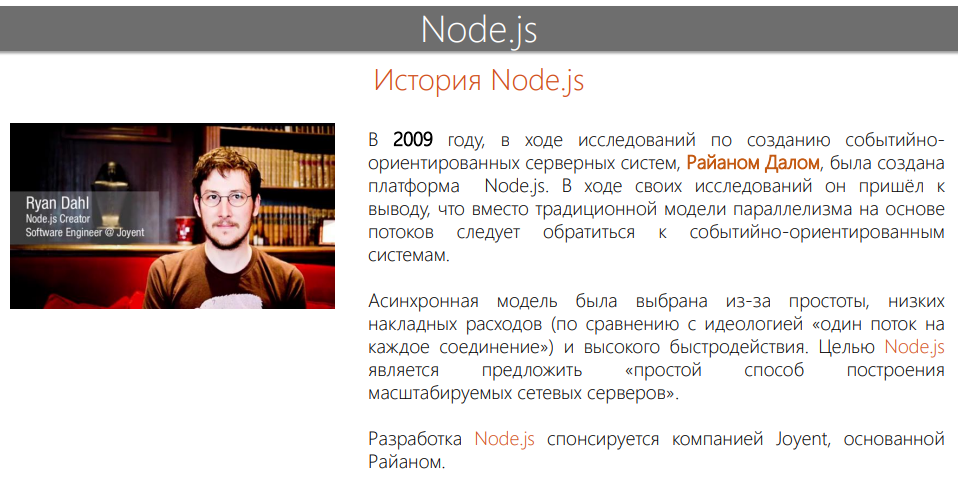 Node.js
История Node.js
Ryan Dahl
Node.js Creator
Software Engineer @ Joyent
В 2009 году, в ходе исследований по созданию событийно-
ориентированных серверных систем, Райаном Далом, была создана
платформа Node.js. В ходе своих исследований он пришёл к
выводу, что вместо традиционной модели параллелизма на основе
потоков следует обратиться к событийно-ориентированным
системам.
Асинхронная модель была выбрана из-за простоты, низких
накладных расходов (по сравнению с идеологией «один поток на
каждое соединение») и высокого быстродействия. Целью Node.js
является предложить «простой способ построения
масштабируемых сетевых серверов».
Разработка Node.js спонсируется компанией Joyent, основанной
Райаном.